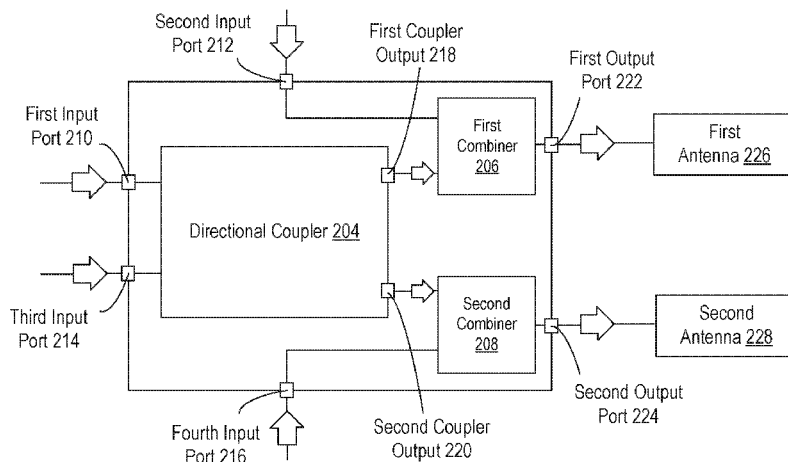 Second Input
Port 212
First Coupler
Output 218
First Output
Port 222
First Input
Port 210
First
Combiner
206
First
Antenna 226
Directional Coupler 204
Third Input
Port 214
Second
Combiner
208
Second
Antenna 228
Fourth Input
Port 216
Second Coupler
Output 220
Second Output
Port 224